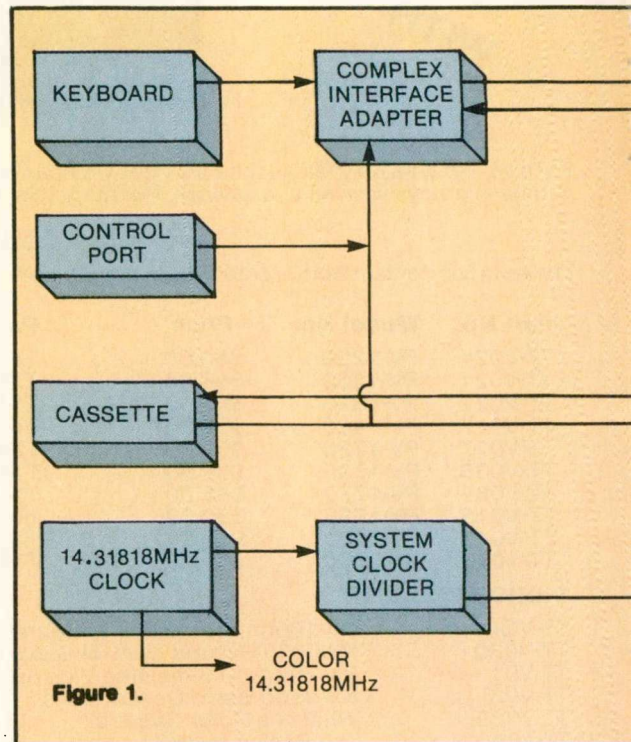 KEYBOARD
COMPLEX
INTERFACE
ADAPTER
CONTROL
PORT
CASSETTE
14.31818MHz
CLOCK
SYSTEM
CLOCK
DIVIDER
COLOR
14.31818MHz
Figure 1.